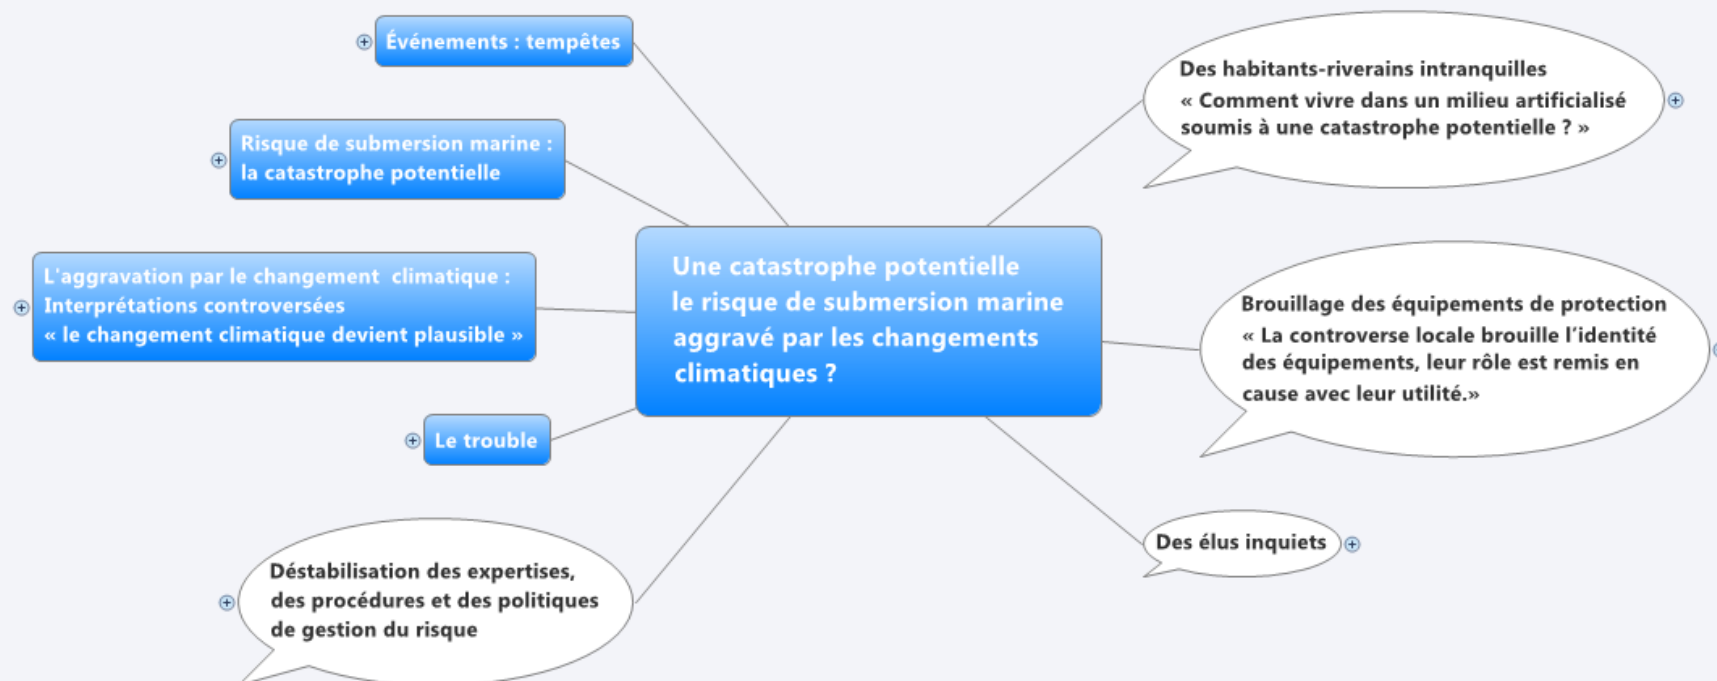 Événements : tempêtes
Risque de submersion marine :
la catastrophe potentielle
L'aggravation par le changement  climatique :
Interprétations controversées
« le changement climatique devient plausible »
Le trouble
Déstabilisation des expertises,
des procédures et des politiques
de gestion du risque
Une catastrophe potentielle
le risque de submersion marine
aggravé par les changements
climatiques ?
Des habitants-riverains intranquilles
« Comment vivre dans un milieu artificialisé
soumis à une catastrophe potentielle ? »
Brouillage des équipements de protection
« La controverse locale brouille l’identité
des équipements, leur rôle est remis en
cause avec leur utilité.»
Des élus inquiets